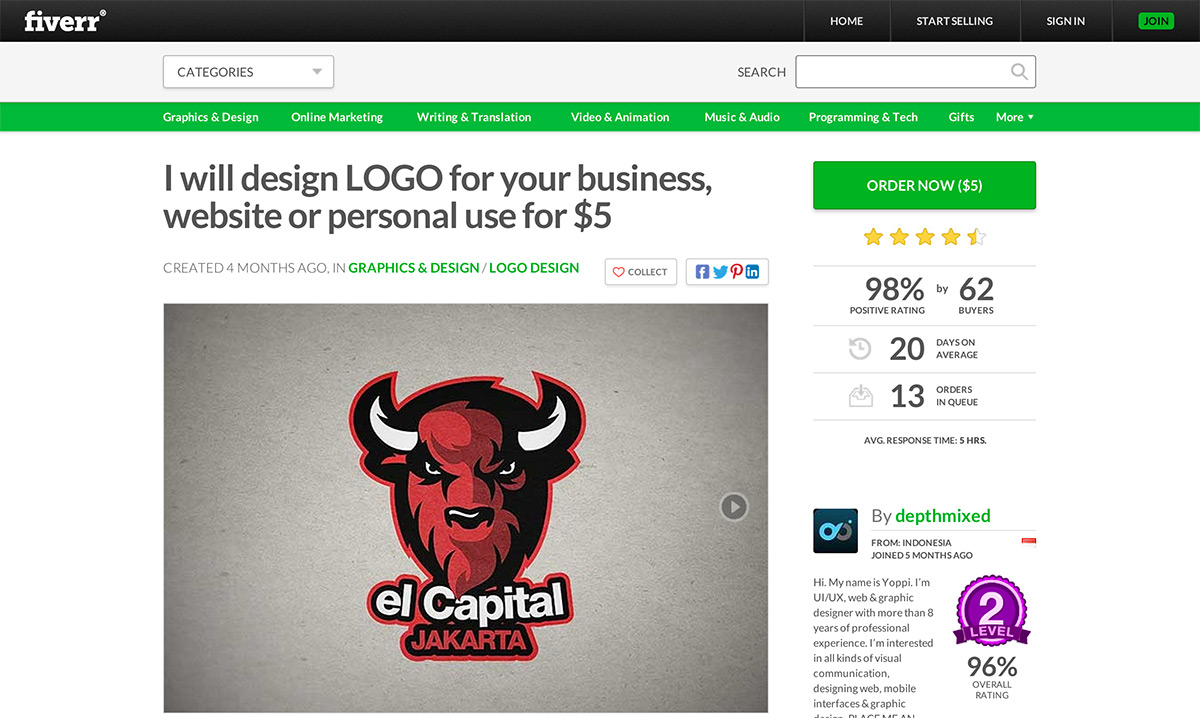 fiverr®
HOME
START SELLING
SIGN IN
JOIN
CATEGORIES
SEARCH
Graphics & Design
Online Marketing
Writing & Translation
Video & Animation
Music & Audio
Programming & Tech
Gifts
More
I will design LOGO for your business,
website or personal use for $5
CREATED 4 MONTHS AGO, IN GRAPHICS & DESIGN / LOGO DESIGN
COLLECT
el Capital
JAKARTA
ORDER NOW ($5)
98% by 62
POSITIVE RATING BUYERS
20 DAYS ON
AVERAGE
13 ORDERS
IN QUEUE
AVG. RESPONSE TIME: 5 HRS.
By depthmixed
FROM: INDONESIA
JOINED 5 MONTHS AGO
Hi. My name is Yoppi. I'm
UI/UX, web & graphic
designer with more than 8
years of professional
experience. I'm interested
in all kinds of visual
communication,
designing web, mobile
interfaces & graphic
design. PLACE ME AN
2
LEVEL
96%
OVERALL
RATING